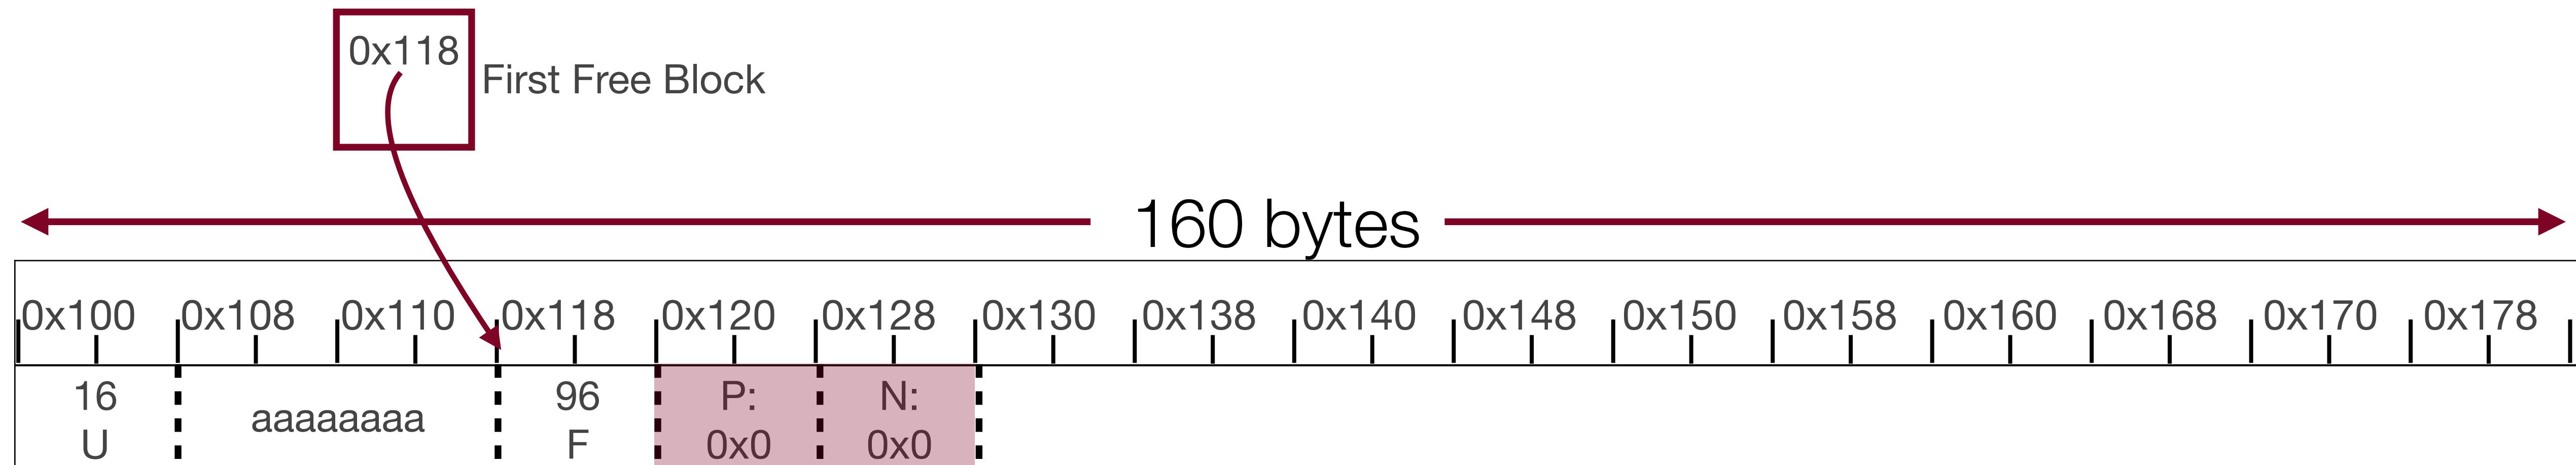 0x118
First Free Block
160 bytes
0x100 0x108 0x110 0x118 0x120 0x128 0x130 0x138 0x140 0x148 0x150 0x158 0x160 0x168 0x170 0x178
16 aaaaaaaa 96 P: N:
U F 0x0 0x0